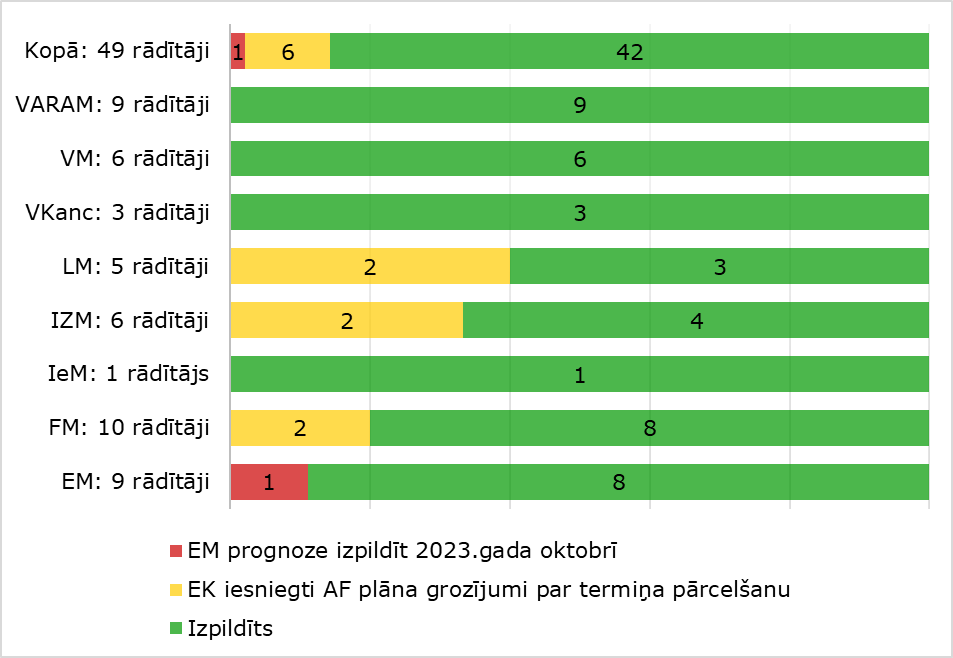 Kopā: 49 rādītāji 1 6 42
VARAM: 9 rādītāji 9
VM: 6 rādītāji 6
VKanc: 3 rādītāji 3
LM: 5 rādītāji 2 3
IZM: 6 rādītāji 2 4
IeM: 1 rādītājs 1
FM: 10 rādītāji 2 8
EM: 9 rādītāji 1 8
EM prognoze izpildīt 2023.gada oktobrī
EK iesniegti AF plāna grozījumi par termiņa pārcelšanu
Izpildīts